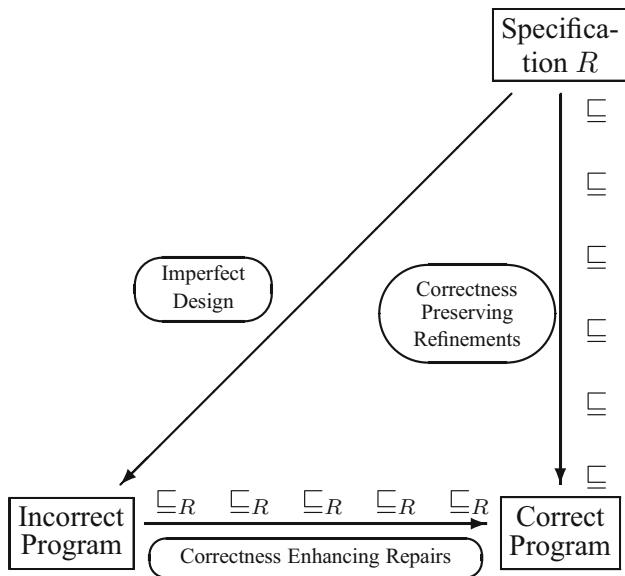 Specifica-
tion R
⊑
⊑
⊑
⊑
⊑
⊑
Imperfect
Design
Correctness
Preserving
Refinements
⊑R ⊑R ⊑R ⊑R ⊑R
Incorrect
Program
Correct
Program
Correctness Enhancing Repairs